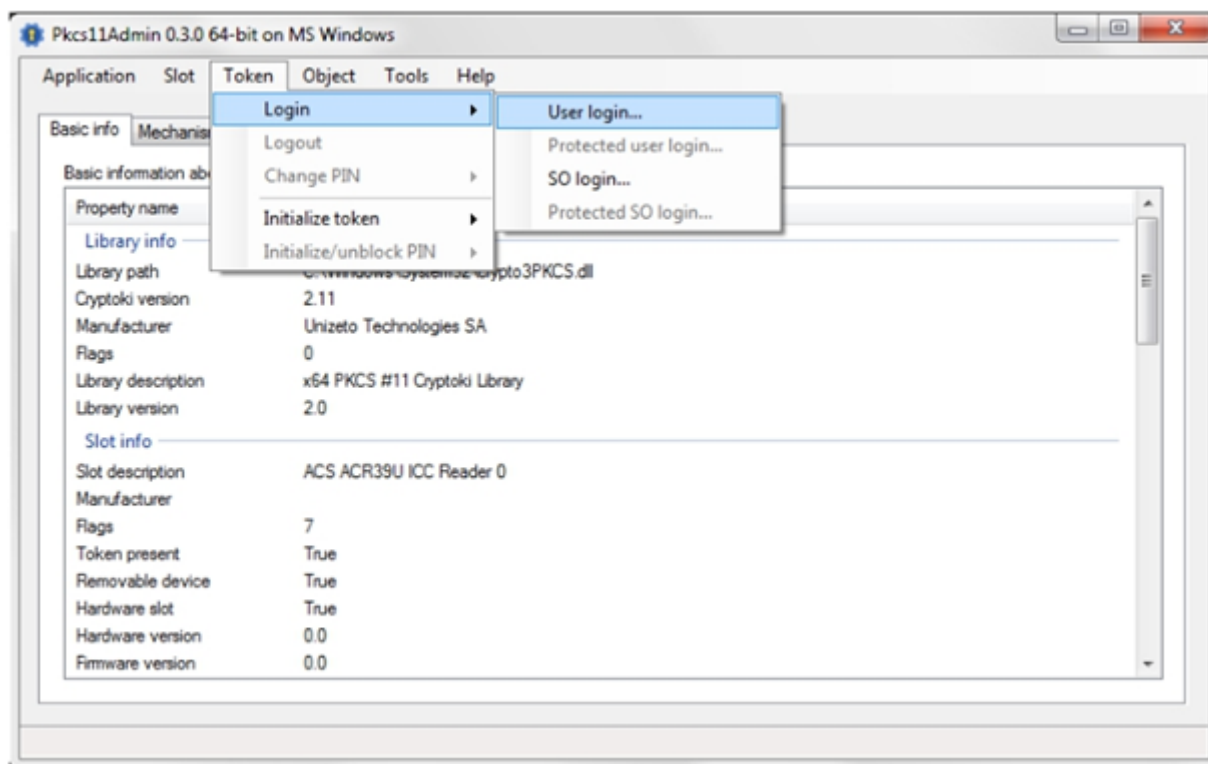 Pkcs11Admin 0.3.0 64-bit on MS Windows
Application Slot Token Object Tools Help
Login
User login...
Logout
Protected user login...
Change PIN
SO login...
Initialize token
Protected SO login...
Initialize/unblock PIN
Basic info
Basic information
Property name
Library info
Library path C:\Windows\System32\Crypto3PKCS.dll
Cryptoki version 2.11
Manufacturer Unizeto Technologies SA
Flags 0
Library description x64 PKCS #11 Cryptoki Library
Library version 2.0
Slot info
Slot description ACS ACR39U ICC Reader 0
Manufacturer
Flags 7
Token present True
Removable device True
Hardware slot True
Hardware version 0.0
Firmware version 0.0